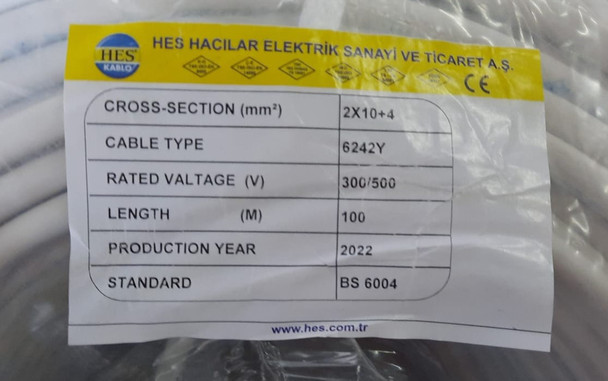 HES HACILAR ELEKTRİK SANAYİ VE TİCARET A.Ş.
HES
KABLO
CE
CROSS-SECTION (mm²) 2X10+4
CABLE TYPE 6242Y
RATED VALTAGE (V) 300/500
LENGTH (M) 100
PRODUCTION YEAR 2022
STANDARD BS 6004
www.hes.com.tr